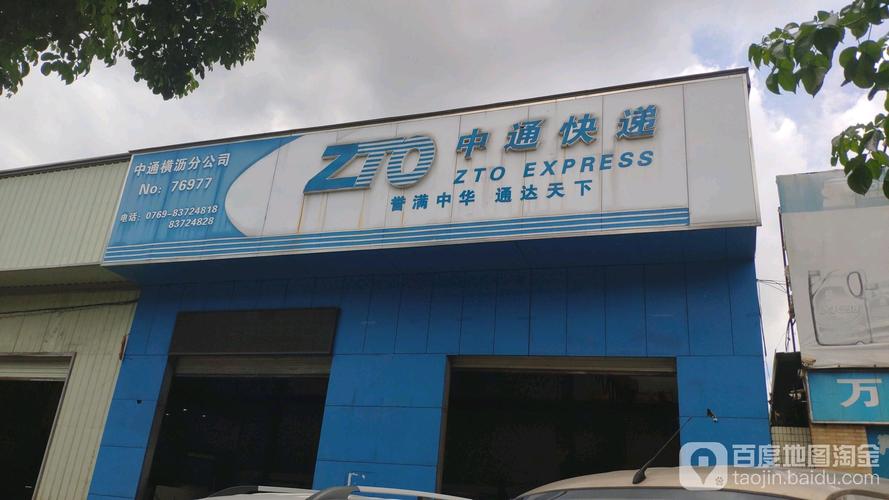 中通横沥分公司
No: 76977
电话: 0769-83724818
83724828
ZTO 中通快递
ZTO EXPRESS
誉满中华 通达天下
万
百度地图淘金
taojin.baidu.com